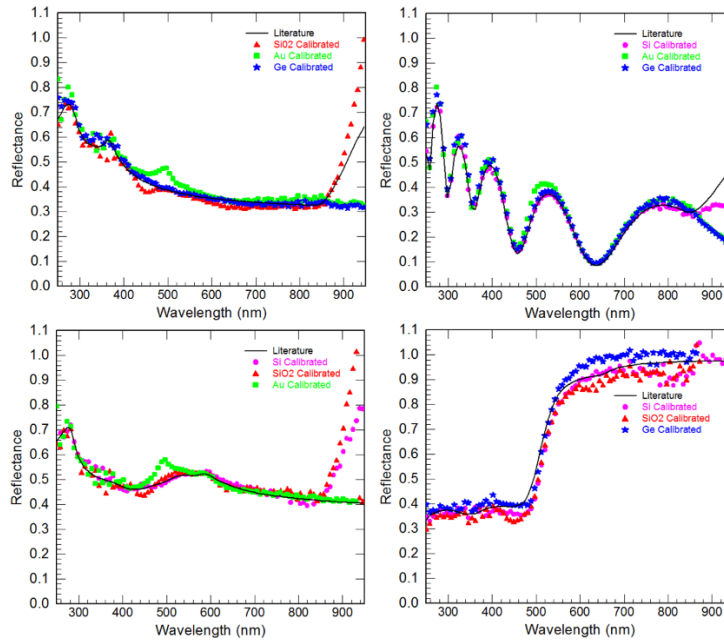 1.1
1.0
0.9
0.8
0.7
0.6
0.5
0.4
0.3
0.2
0.1
0.0
Reflectance
Literature
SiO2 Calibrated
Au Calibrated
Ge Calibrated
300 400 500 600 700 800 900
Wavelength (nm)
1.1
1.0
0.9
0.8
0.7
0.6
0.5
0.4
0.3
0.2
0.1
0.0
Reflectance
Literature
Si Calibrated
Au Calibrated
Ge Calibrated
300 400 500 600 700 800 900
Wavelength (nm)
1.1
1.0
0.9
0.8
0.7
0.6
0.5
0.4
0.3
0.2
0.1
0.0
Reflectance
Literature
Si Calibrated
SiO2 Calibrated
Au Calibrated
300 400 500 600 700 800 900
Wavelength (nm)
1.1
1.0
0.9
0.8
0.7
0.6
0.5
0.4
0.3
0.2
0.1
0.0
Reflectance
Literature
Si Calibrated
SiO2 Calibrated
Ge Calibrated
300 400 500 600 700 800 900
Wavelength (nm)